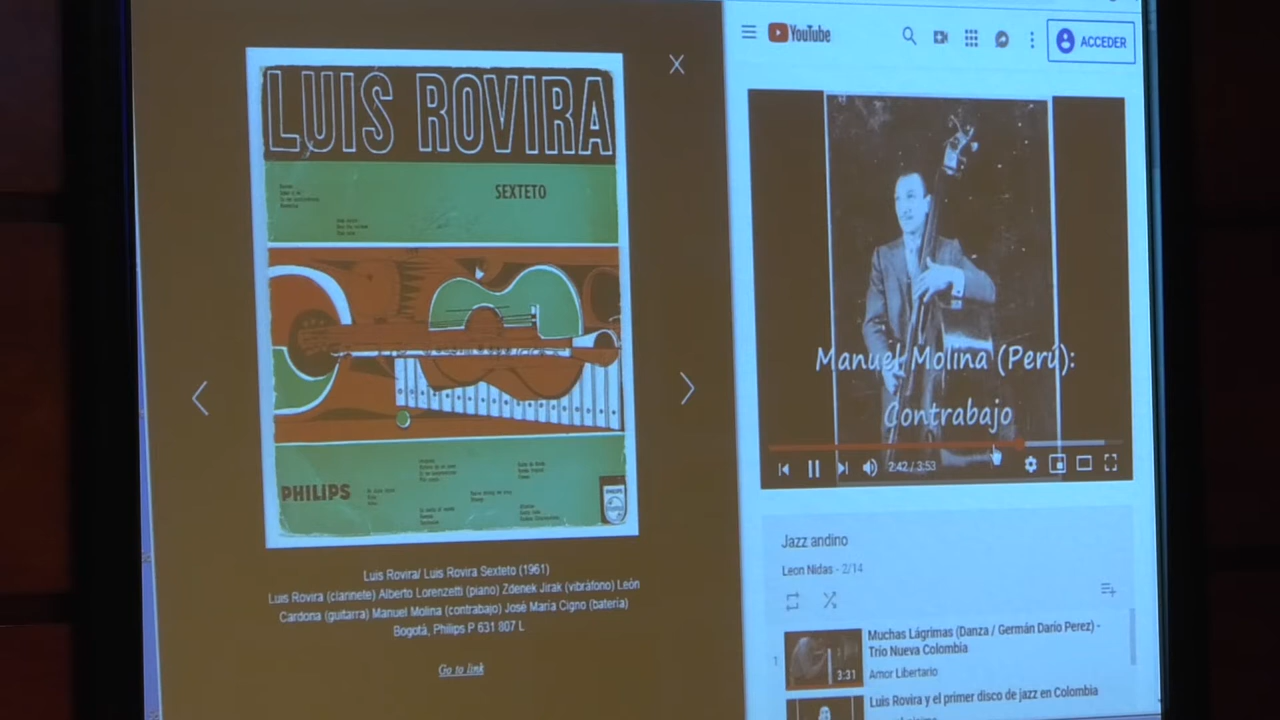 LUIS ROVIRA
SEXTETO
PHILIPS
PHILIPS
Luis Rovira/ Luis Rovira Sexteto (1961)
Luis Rovira (clarinete) Alberto Lorenzetti (piano) Zdenek Jirak (vibráfono) León
Cardona (guitarra) Manuel Molina (contrabajo) José María Cigno (batería)
Bogotá, Philips P 631 807 L
Go to link
YouTube
ACCEDER
Manuel Molina (Perú):
Contrabajo
2:42 / 3:53
Jazz andino
Leon Nidas - 2/14
1
3:31
Muchas Lágrimas (Danza / Germán Darío Perez) -
Trío Nueva Colombia
Amor Libertario
Luis Rovira y el primer disco de jazz en Colombia